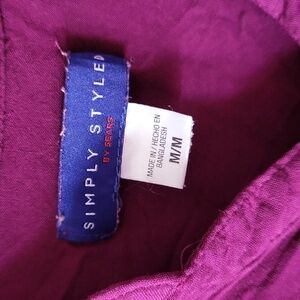 SIMPLY STYLED
BY SEARS
MADE IN / HECHO EN
BANGLADESH
M/M